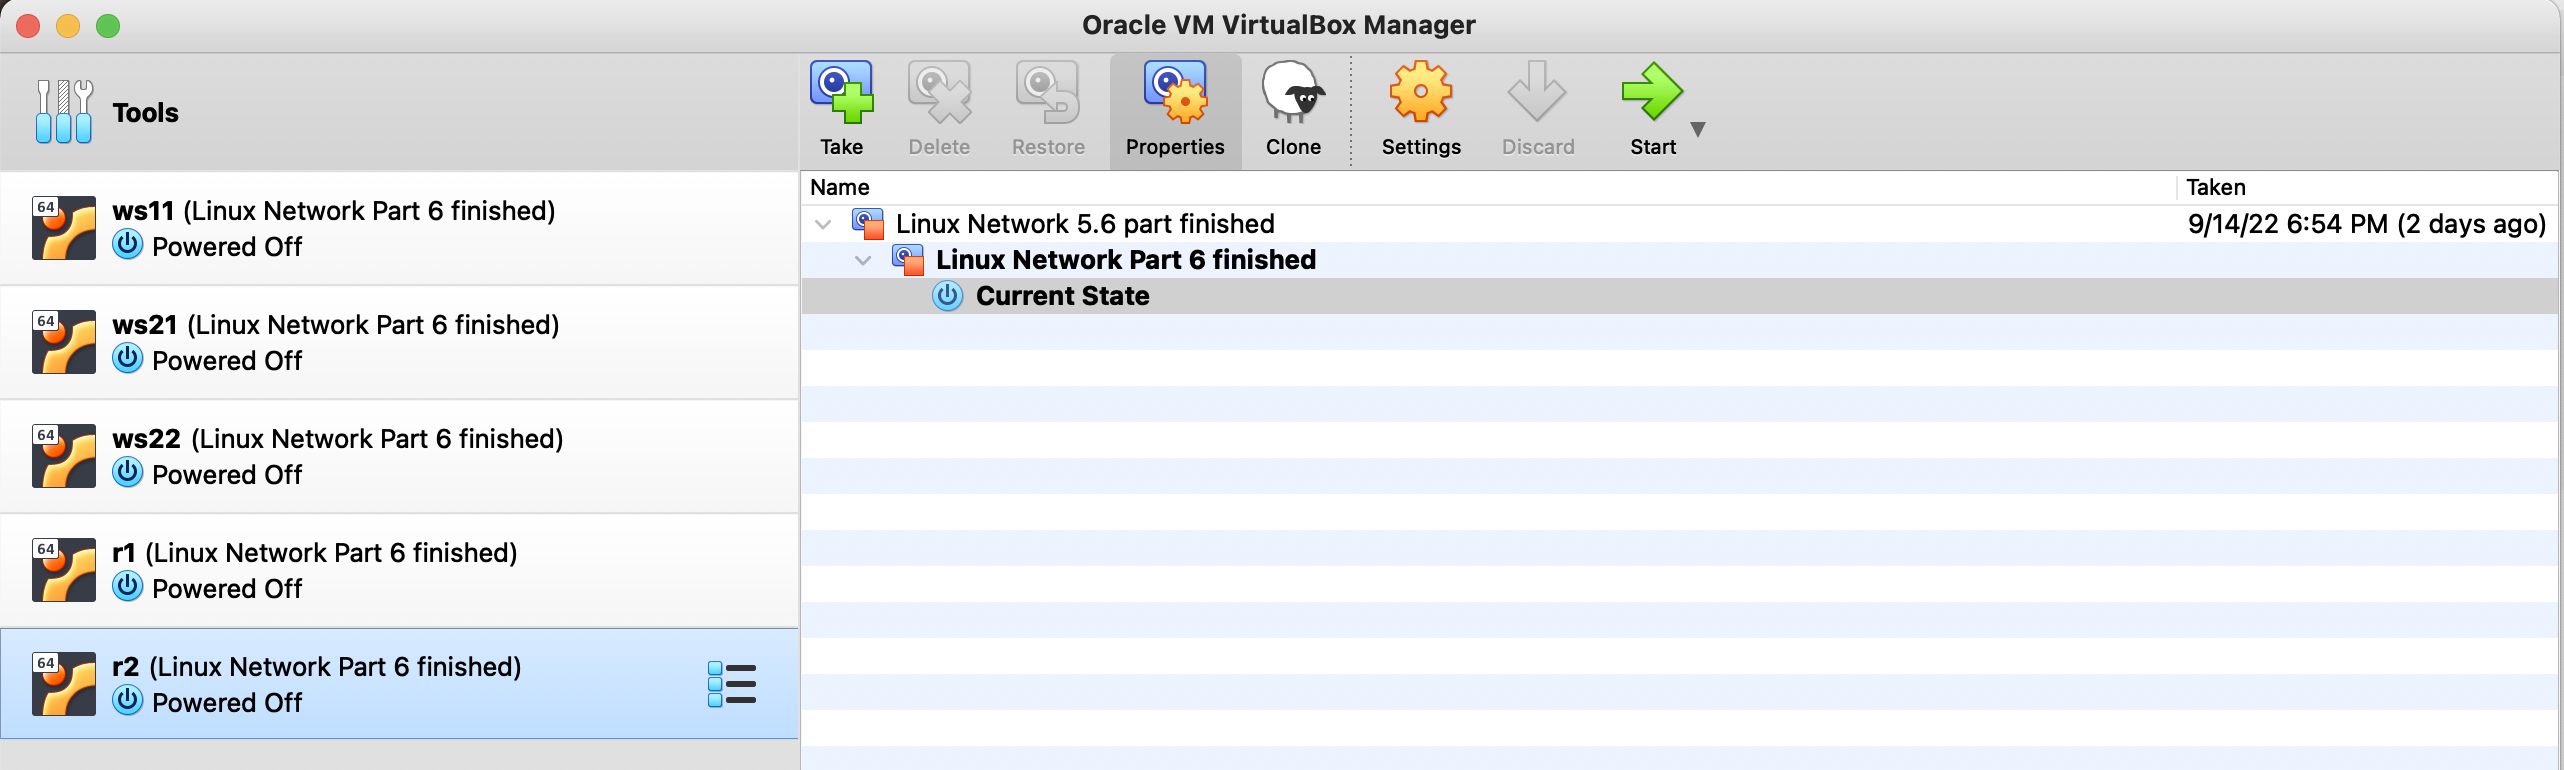 Oracle VM VirtualBox Manager
Tools
Take
Delete
Restore
Properties
Clone
Settings
Discard
Start
64
ws11 (Linux Network Part 6 finished)
Powered Off
64
ws21 (Linux Network Part 6 finished)
Powered Off
64
ws22 (Linux Network Part 6 finished)
Powered Off
64
r1 (Linux Network Part 6 finished)
Powered Off
64
r2 (Linux Network Part 6 finished)
Powered Off
Name Taken
Linux Network 5.6 part finished 9/14/22 6:54 PM (2 days ago)
Linux Network Part 6 finished
Current State